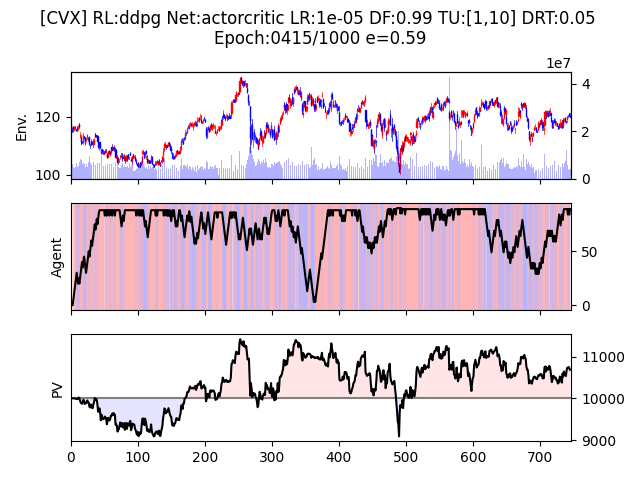 [CVX] RL:ddpg Net:actorcritic LR:1e-05 DF:0.99 TU:[1,10] DRT:0.05
Epoch:0415/1000 e=0.59
1e7
Env.
120
100
4
2
0
Agent
50
0
PV
11000
10000
9000
0 100 200 300 400 500 600 700